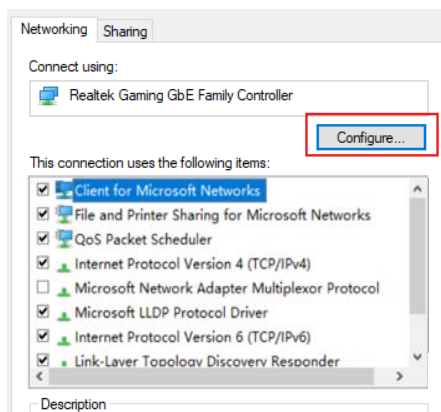 Networking Sharing
Connect using:
Realtek Gaming GbE Family Controller
Configure...
This connection uses the following items:
Client for Microsoft Networks
File and Printer Sharing for Microsoft Networks
QoS Packet Scheduler
Internet Protocol Version 4 (TCP/IPv4)
Microsoft Network Adapter Multiplexor Protocol
Microsoft LLDP Protocol Driver
Internet Protocol Version 6 (TCP/IPv6)
Link-Layer Topology Discovery Responder
Description